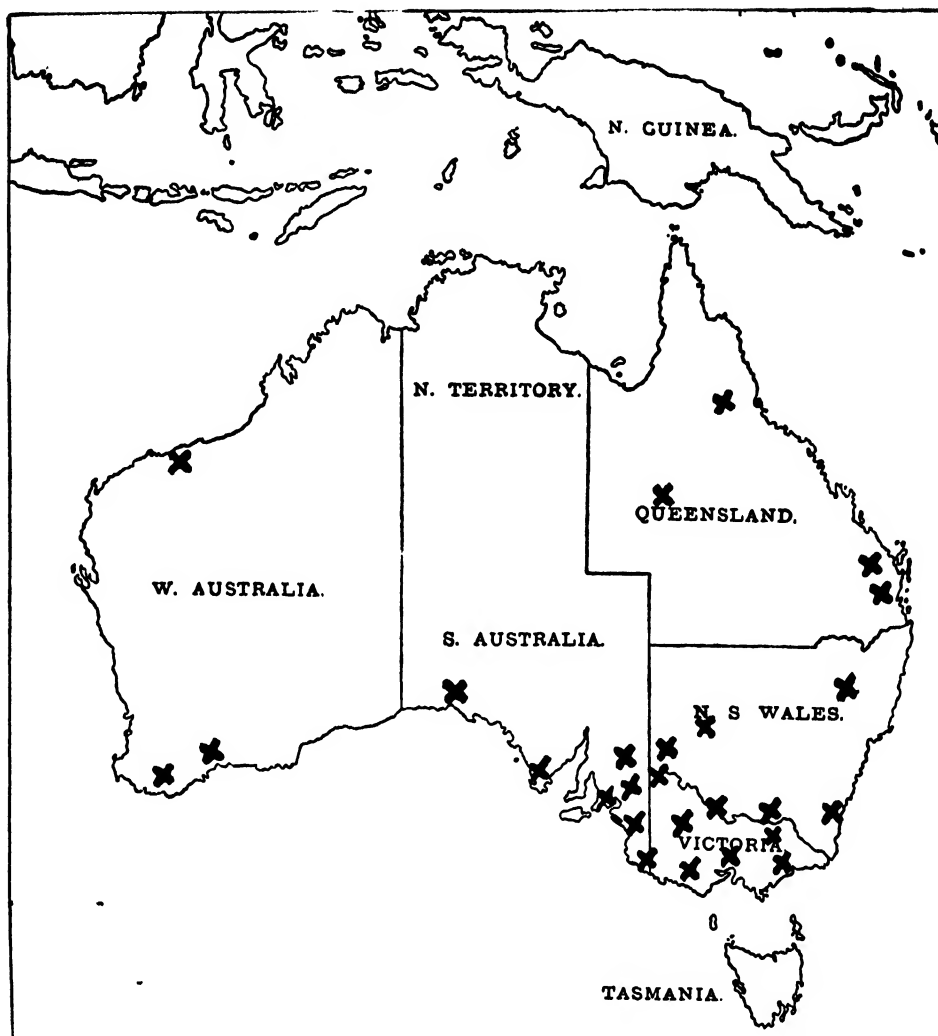 N. GUINEA.
N. TERRITORY.
QUEENSLAND.
W. AUSTRALIA.
S. AUSTRALIA.
N S WALES.
VICTORIA
TASMANIA.